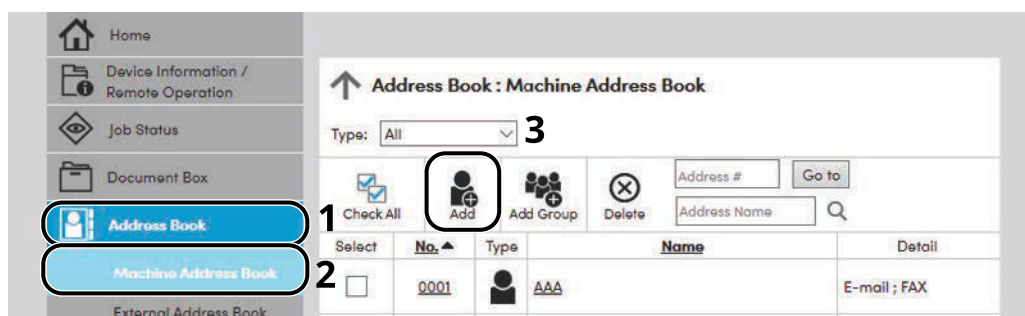 Home
Device Information /
Remote Operation
Job Status
Document Box
Address Book
1
Machine Address Book
2
External Address Book
Address Book : Machine Address Book
Type: All
3
Check All
Add
Add Group
Delete
Address #
Go to
Address Name
Select No. Type Name Detail
0001 AAA E-mail ; FAX